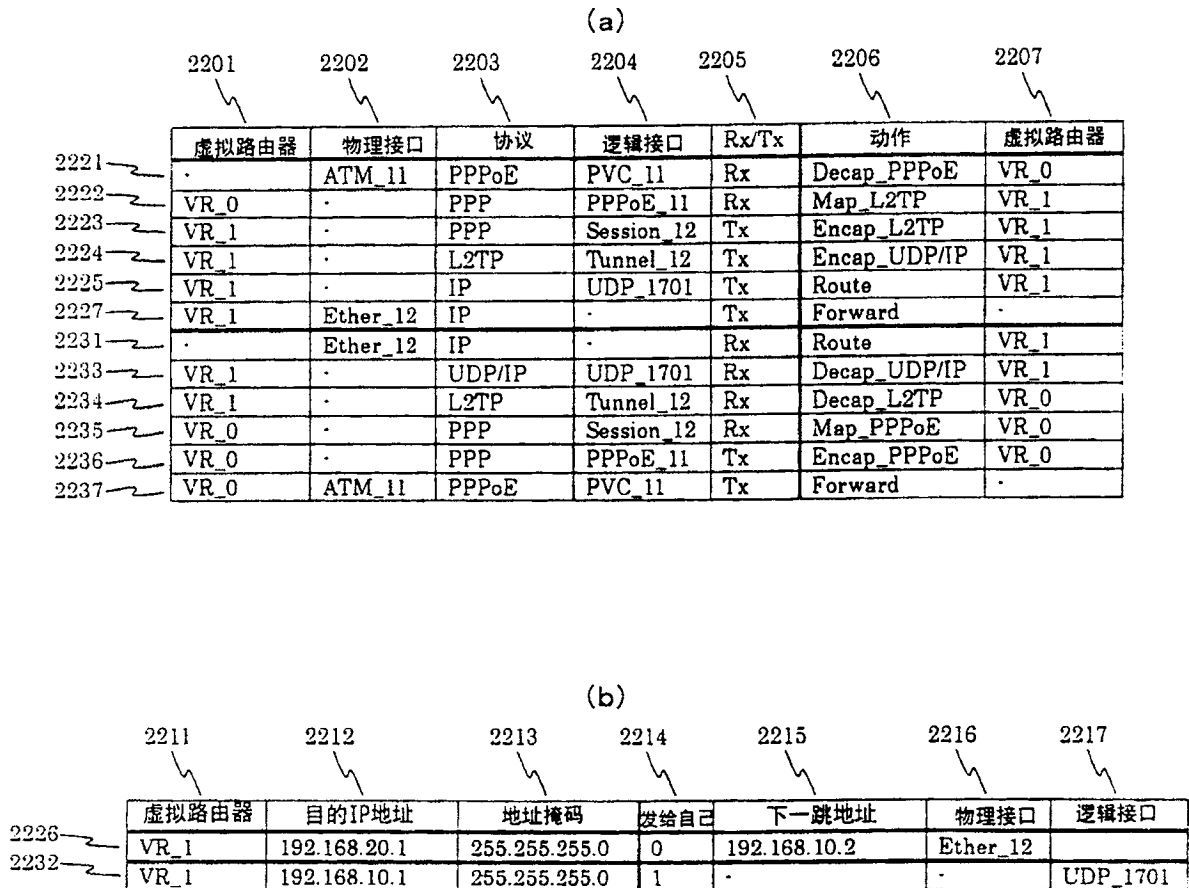 (a)
2201 2202 2203 2204 2205 2206 2207
虚拟路由器 物理接口 协议 逻辑接口 Rx/Tx 动作 虚拟路由器
2221 - ATM_11 PPPoE PVC_11 Rx Decap_PPPoE VR_0
2222 VR_0 - PPP PPPoE_11 Rx Map_L2TP VR_1
2223 VR_1 - PPP Session_12 Tx Encap_L2TP VR_1
2224 VR_1 - L2TP Tunnel_12 Tx Encap_UDP/IP VR_1
2225 VR_1 - IP UDP_1701 Tx Route VR_1
2227 VR_1 Ether_12 IP - Tx Forward -
2231 - Ether_12 IP - Rx Route VR_1
2233 VR_1 - UDP/IP UDP_1701 Rx Decap_UDP/IP VR_1
2234 VR_1 - L2TP Tunnel_12 Rx Decap_L2TP VR_0
2235 VR_0 - PPP Session_12 Rx Map_PPPoE VR_0
2236 VR_0 - PPP PPPoE_11 Tx Encap_PPPoE VR_0
2237 VR_0 ATM_11 PPPoE PVC_11 Tx Forward -
(b)
2211 2212 2213 2214 2215 2216 2217
虚拟路由器 目的IP地址 地址掩码 发给自己 下一跳地址 物理接口 逻辑接口
2226 VR_1 192.168.20.1 255.255.255.0 0 192.168.10.2 Ether_12
2232 VR_1 192.168.10.1 255.255.255.0 1 - - UDP_1701